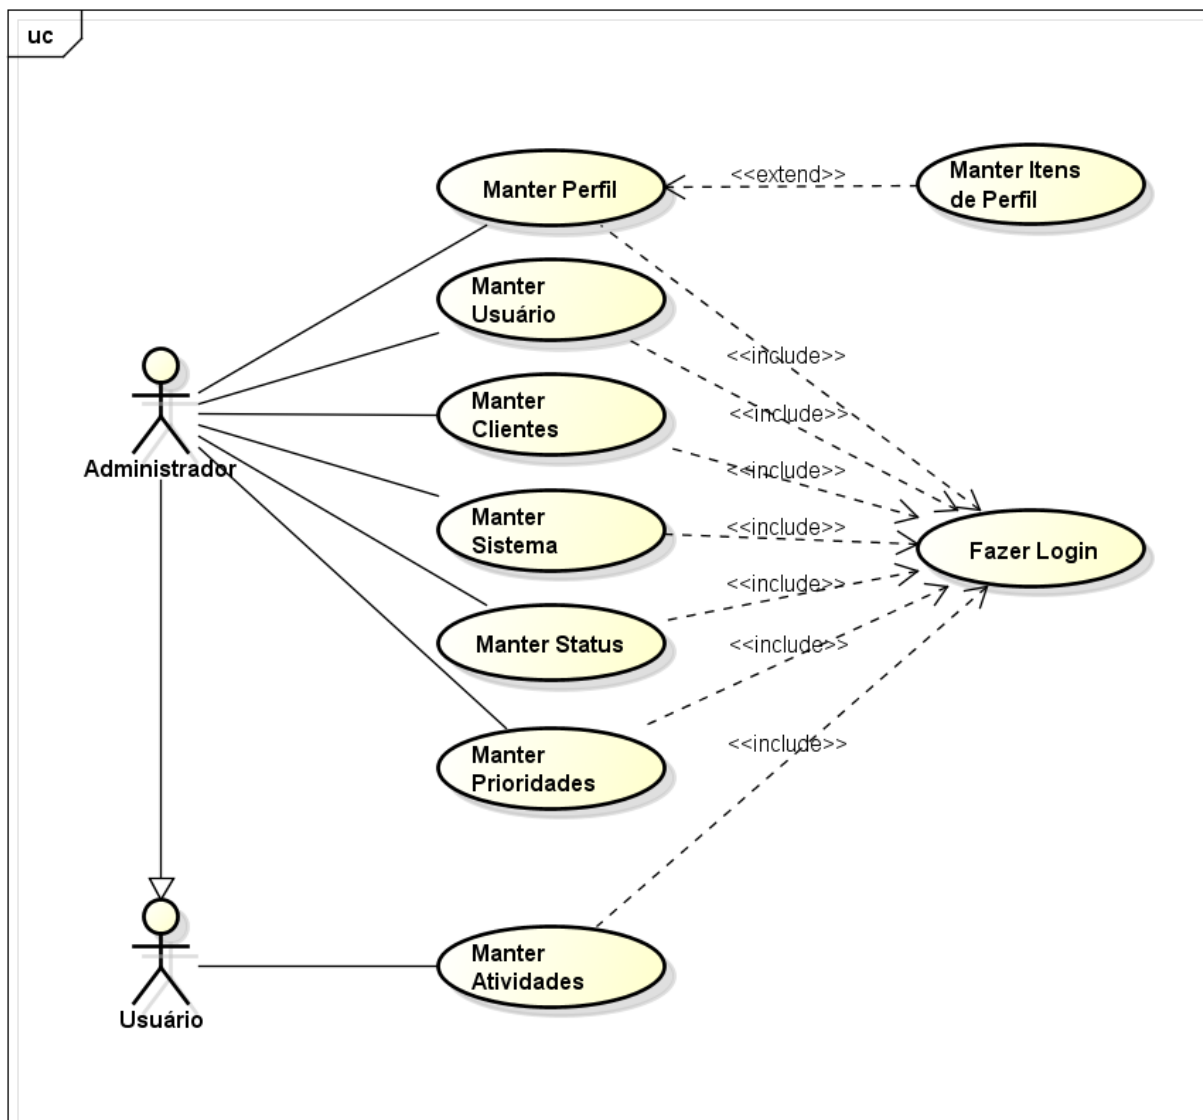 uc
Manter Perfil
<<extend>>
Manter Itens
de Perfil
Manter
Usuário
<<include>>
Manter
Clientes
<<include>>
Administrador
<<include>>
Manter
Sistema
<<include>>
Fazer Login
<<include>>
Manter Status
<<include>>
Manter
Prioridades
<<include>>
Manter
Atividades
Usuário